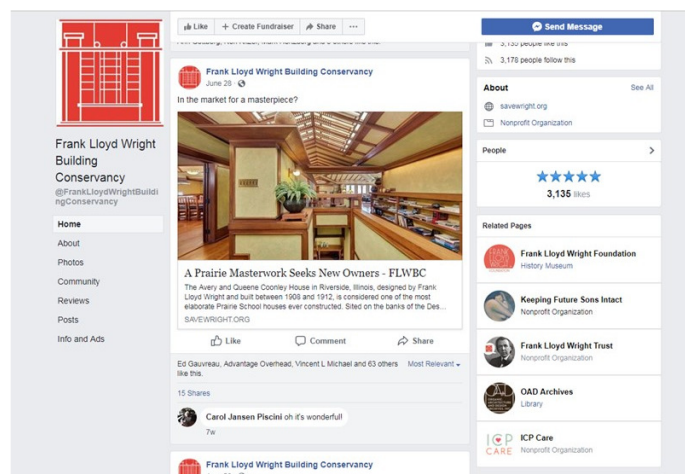 Like
Create Fundraiser
Share
Send Message
3,135 people like this
3,178 people follow this
Frank Lloyd Wright
Building
Conservancy
@FrankLloydWrightBuildi
ngConservancy
Home
About
Photos
Community
Reviews
Posts
Info and Ads
Frank Lloyd Wright Building Conservancy
June 28
In the market for a masterpiece?
A Prairie Masterwork Seeks New Owners - FLWBC
The Avery and Queene Coonley House in Riverside, Illinois, designed by Frank
Lloyd Wright and built between 1908 and 1912, is considered one of the most
elaborate Prairie School houses ever constructed. Sited on the banks of the Des...
SAVEWRIGHT.ORG
Like
Comment
Share
Ed Gauvreau, Advantage Overhead, Vincent L Michael and 63 others
like this.
Most Relevant
15 Shares
Carol Jansen Piscini oh it's wonderful!
7w
Frank Lloyd Wright Building Conservancy
About
See All
savewright.org
Nonprofit Organization
People
3,135 likes
Related Pages
Frank Lloyd Wright Foundation
History Museum
Keeping Future Sons Intact
Nonprofit Organization
Frank Lloyd Wright Trust
Nonprofit Organization
OAD Archives
Library
ICP
CARE
ICP Care
Nonprofit Organization